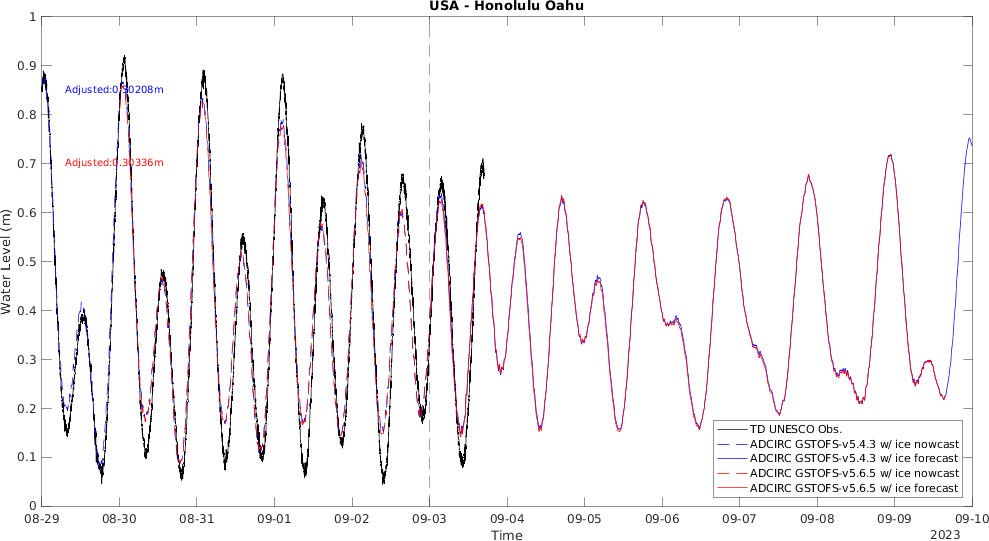 USA - Honolulu Oahu
1
0.9
0.8
0.7
0.6
0.5
0.4
0.3
0.2
0.1
0
Water Level (m)
Adjusted:0.30208m
Adjusted:0.30336m
TD UNESCO Obs.
ADCIRC GSTOFS-v5.4.3 w/ ice nowcast
ADCIRC GSTOFS-v5.4.3 w/ ice forecast
ADCIRC GSTOFS-v5.6.5 w/ ice nowcast
ADCIRC GSTOFS-v5.6.5 w/ ice forecast
08-29 08-30 08-31 09-01 09-02 09-03 09-04 09-05 09-06 09-07 09-08 09-09 09-10
Time
2023